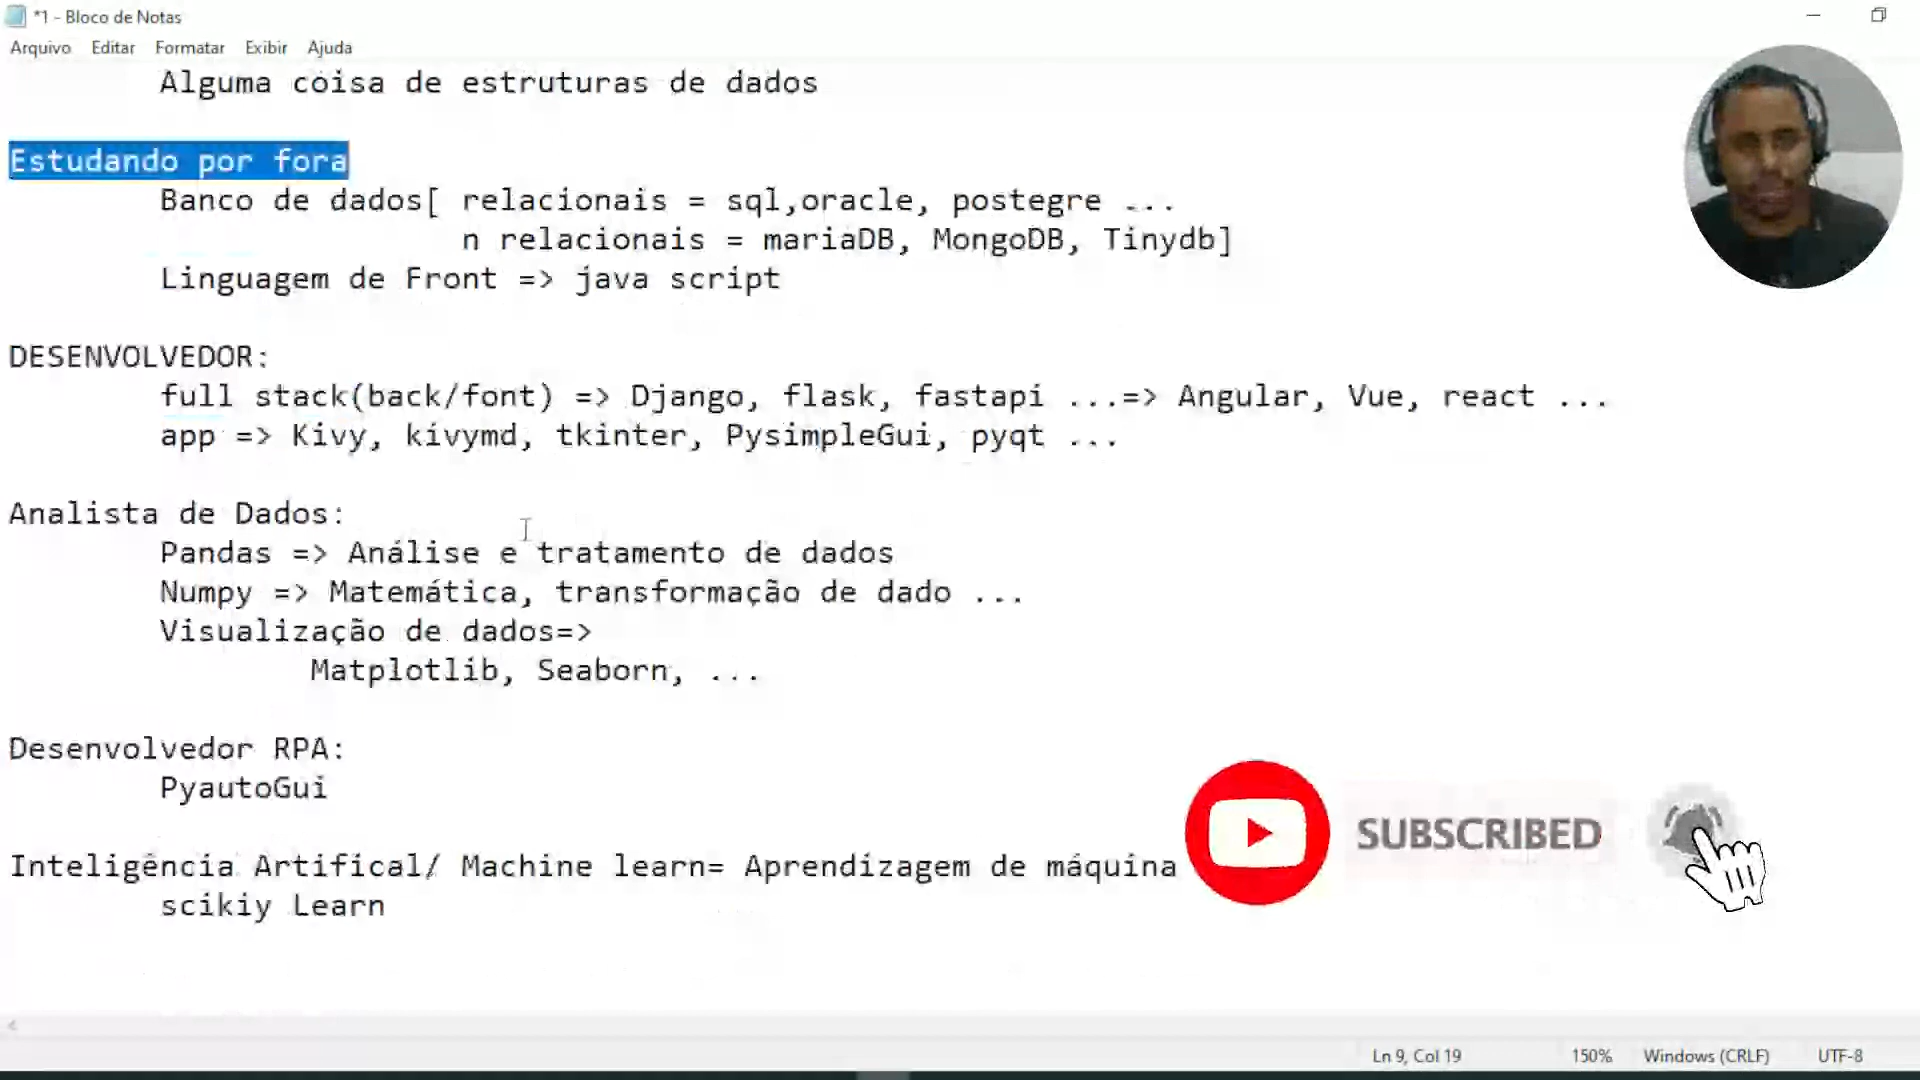 *1 - Bloco de Notas
Arquivo Editar Formatar Exibir Ajuda
Alguma coisa de estruturas de dados
Estudando por fora
Banco de dados[ relacionais = sql,oracle, postegre ...
n relacionais = mariaDB, MongoDB, Tinydb]
Linguagem de Front => java script
DESENVOLVEDOR:
full stack(back/font) => Django, flask, fastapi ...=> Angular, Vue, react ...
app => Kivy, kivymd, tkinter, PysimpleGui, pyqt ...
Analista de Dados:
Pandas => Análise e tratamento de dados
Numpy => Matemática, transformação de dado ...
Visualização de dados=>
Matplotlib, Seaborn, ...
Desenvolvedor RPA:
PyautoGui
Inteligência Artifical/ Machine learn= Aprendizagem de máquina
scikiy Learn
SUBSCRIBED
Ln 9, Col 19 150% Windows (CRLF) UTF-8